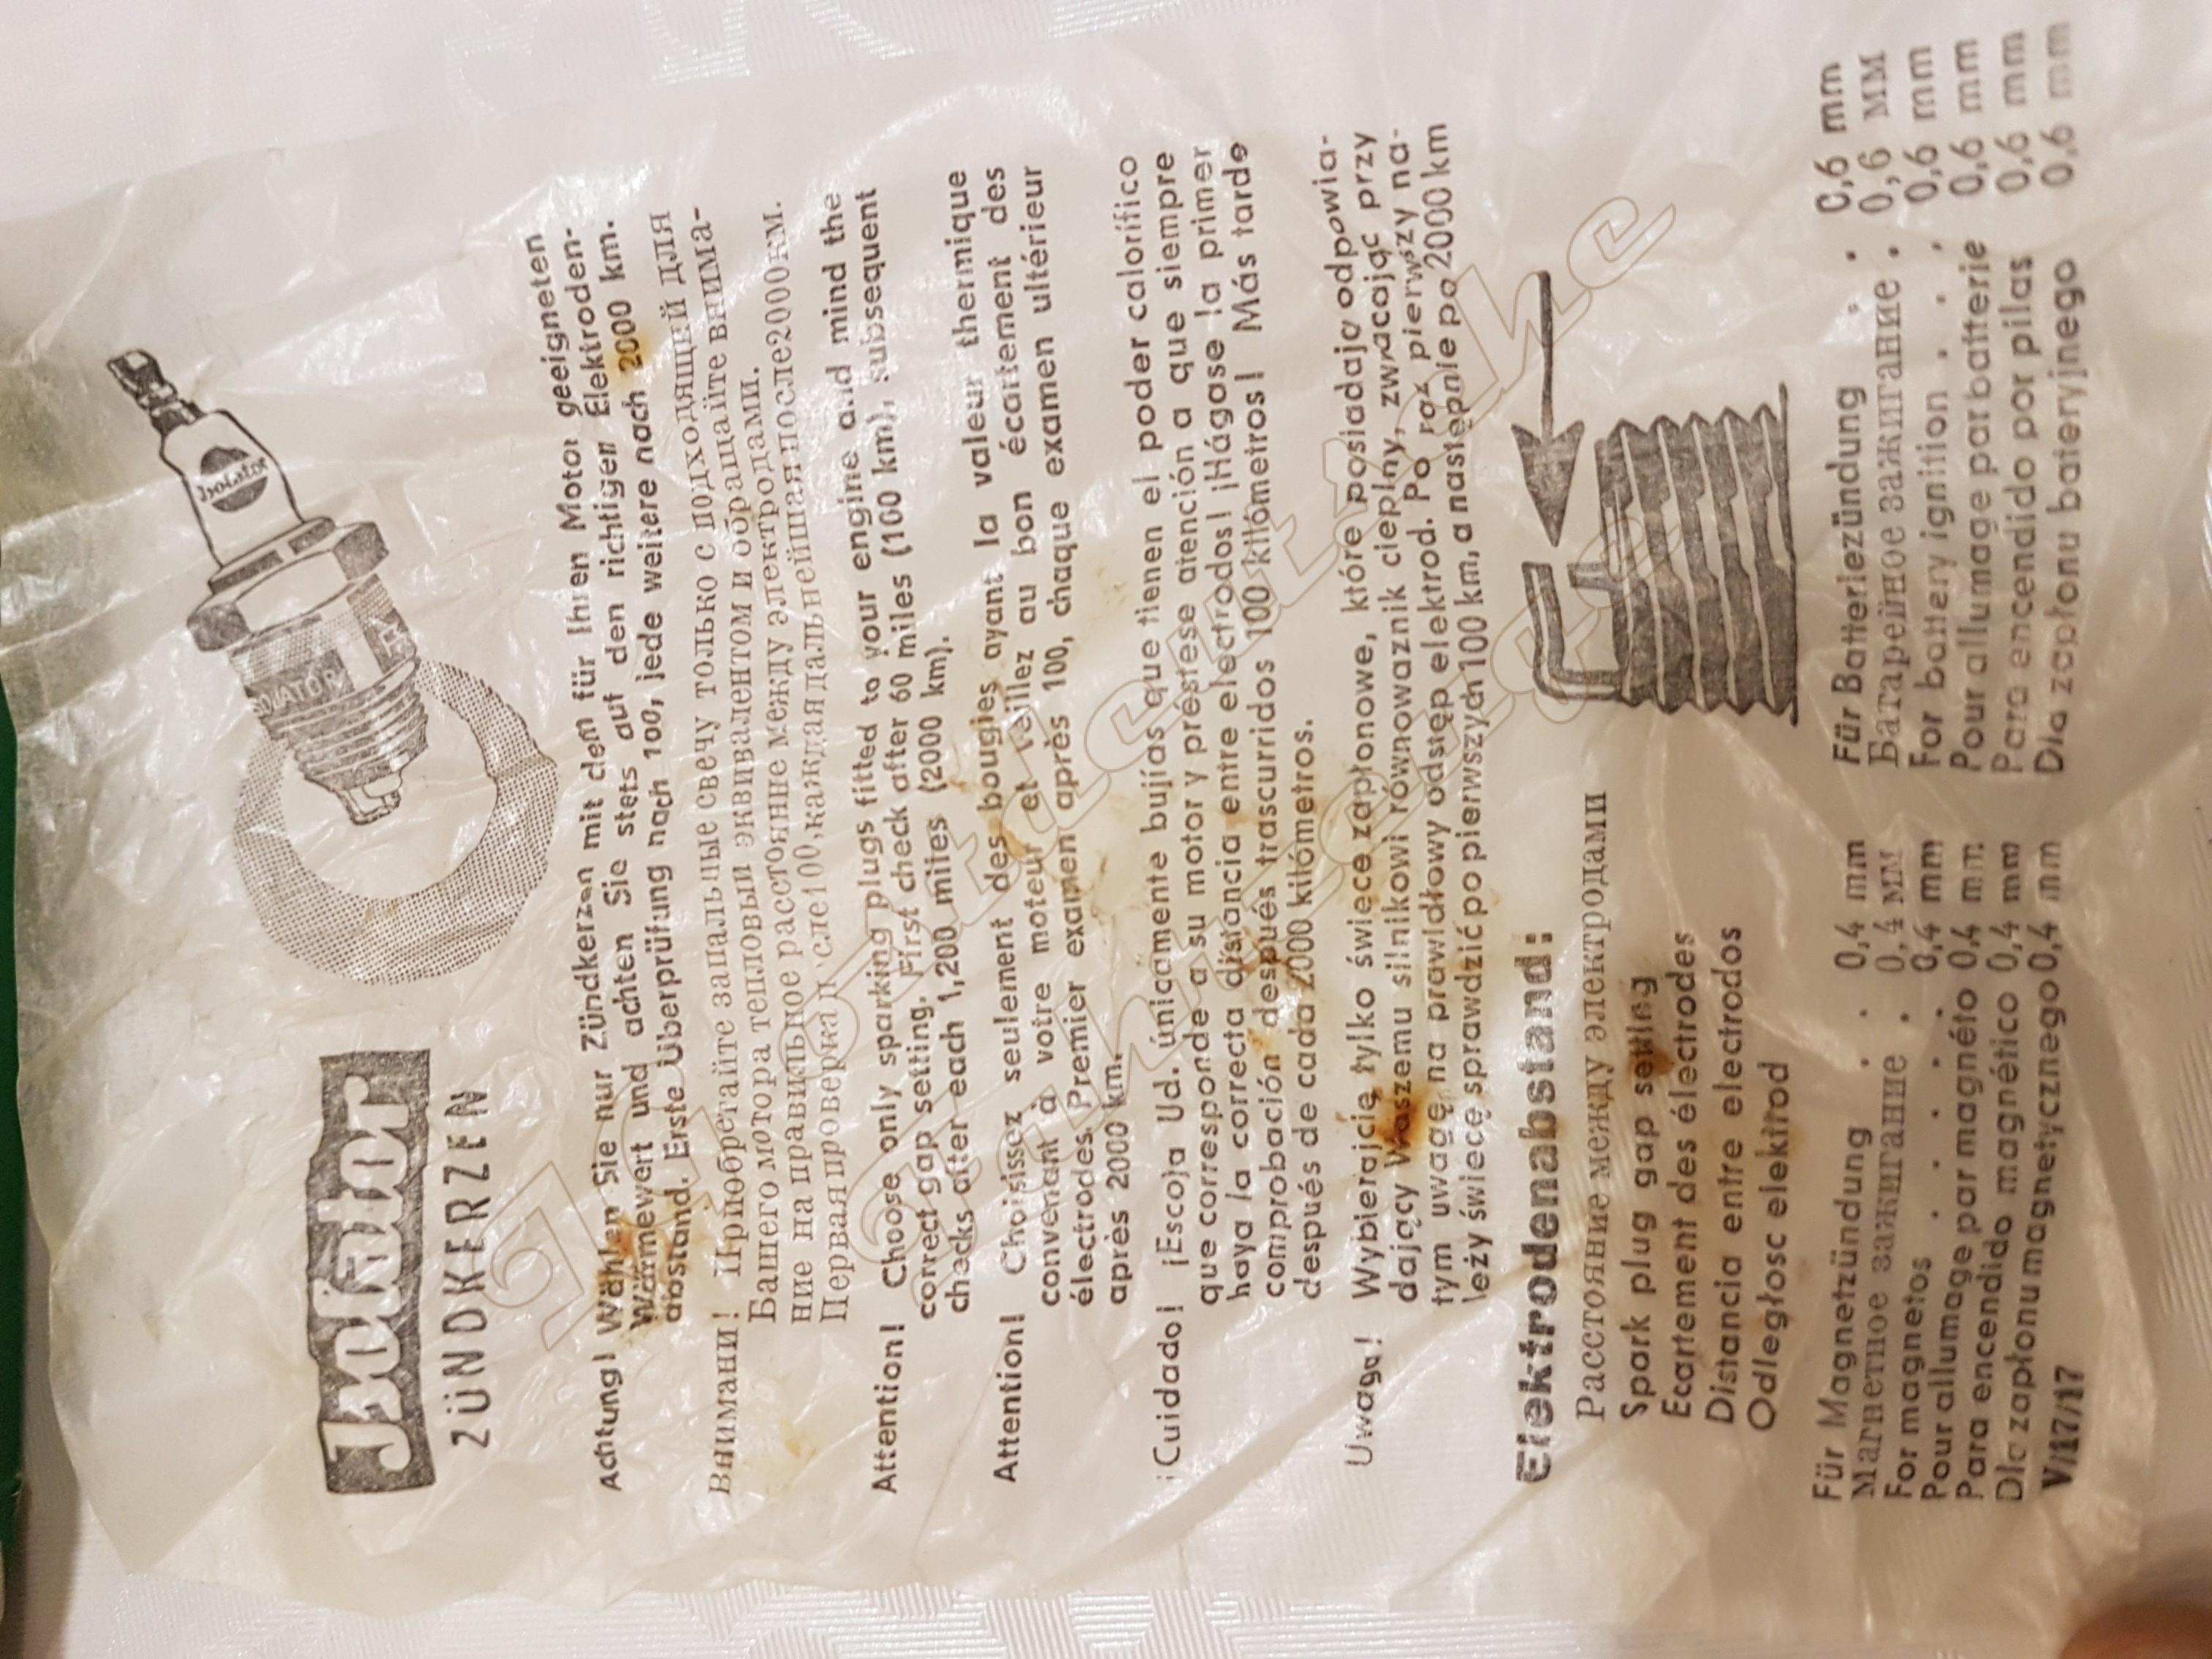 Isolator
ZÜNDKERZEN
Isolator
Achtung! Wählen Sie nur Zündkerzen mit dem für Ihren Motor geeigneten
Wärmewert und achten Sie stets auf den richtigen Elektroden-
abstand. Erste Überprüfung nach 100, jede weitere nach 2000 km.
Внимани! Приобретайте запальные свечу только с подходящий для
Вашего мотора тепловый эквивалентом и обращайте внима-
ние на правильное расстояние между электродами.
Первая проверка после 100, каждая дальнейшая после 2000 км.
Attention! Choose only sparking plugs fitted to your engine and mind the
correct gap setting. First check after 60 miles (100 km), subsequent
checks after each 1,200 miles (2000 km).
Attention! Choisissez seulement des bougies ayant la valeur thermique
convenant à votre moteur et veillez au bon écartement des
électrodes. Premier examen après 100, chaque examen ultérieur
après 2000 km.
¡Cuidado! ¡Escoja Ud. únicamente bujías que tienen el poder calorífico
que corresponde a su motor y préstese atención a que siempre
haya la correcta distancia entre electrodos! ¡Hágase la primer
comprobación después trascurridos 100 kilómetros! Más tarde
después de cada 2000 kilómetros.
Uwaga! Wybierajcie tylko świece zapłonowe, które posiadają odpowia-
dający Waszemu silnikowi równowaznik cieplny, zwracając przy
tym uwagę na prawidłowy odstęp elektrod. Po raz pierwszy na-
leży świecę sprawdzić po pierwszych 100 km, a następnie po 2000 km
Elektrodenabstand:
Расстояние между электродами
Spark plug gap setting
Ecartement des électrodes
Distancia entre electrodos
Odległosc elektrod
Für Magnetzündung . . 0,4 mm
магнетное зажигание . 0,4 мм
For magnetos . . . . . 0,4 mm
Pour allumage par magnéto 0,4 mm
Para encendido magnético 0,4 mm
Dla zapłonu magnetycznego 0,4 mm
Für Batteriezündung . . 0,6 mm
Батарейное зажигание . 0,6 мм
For battery ignition . . . 0,6 mm
Pour allumage par batterie 0,6 mm
Para encendido por pilas 0,6 mm
Dla zapłonu bateryjnego 0,6 mm
V/17/17